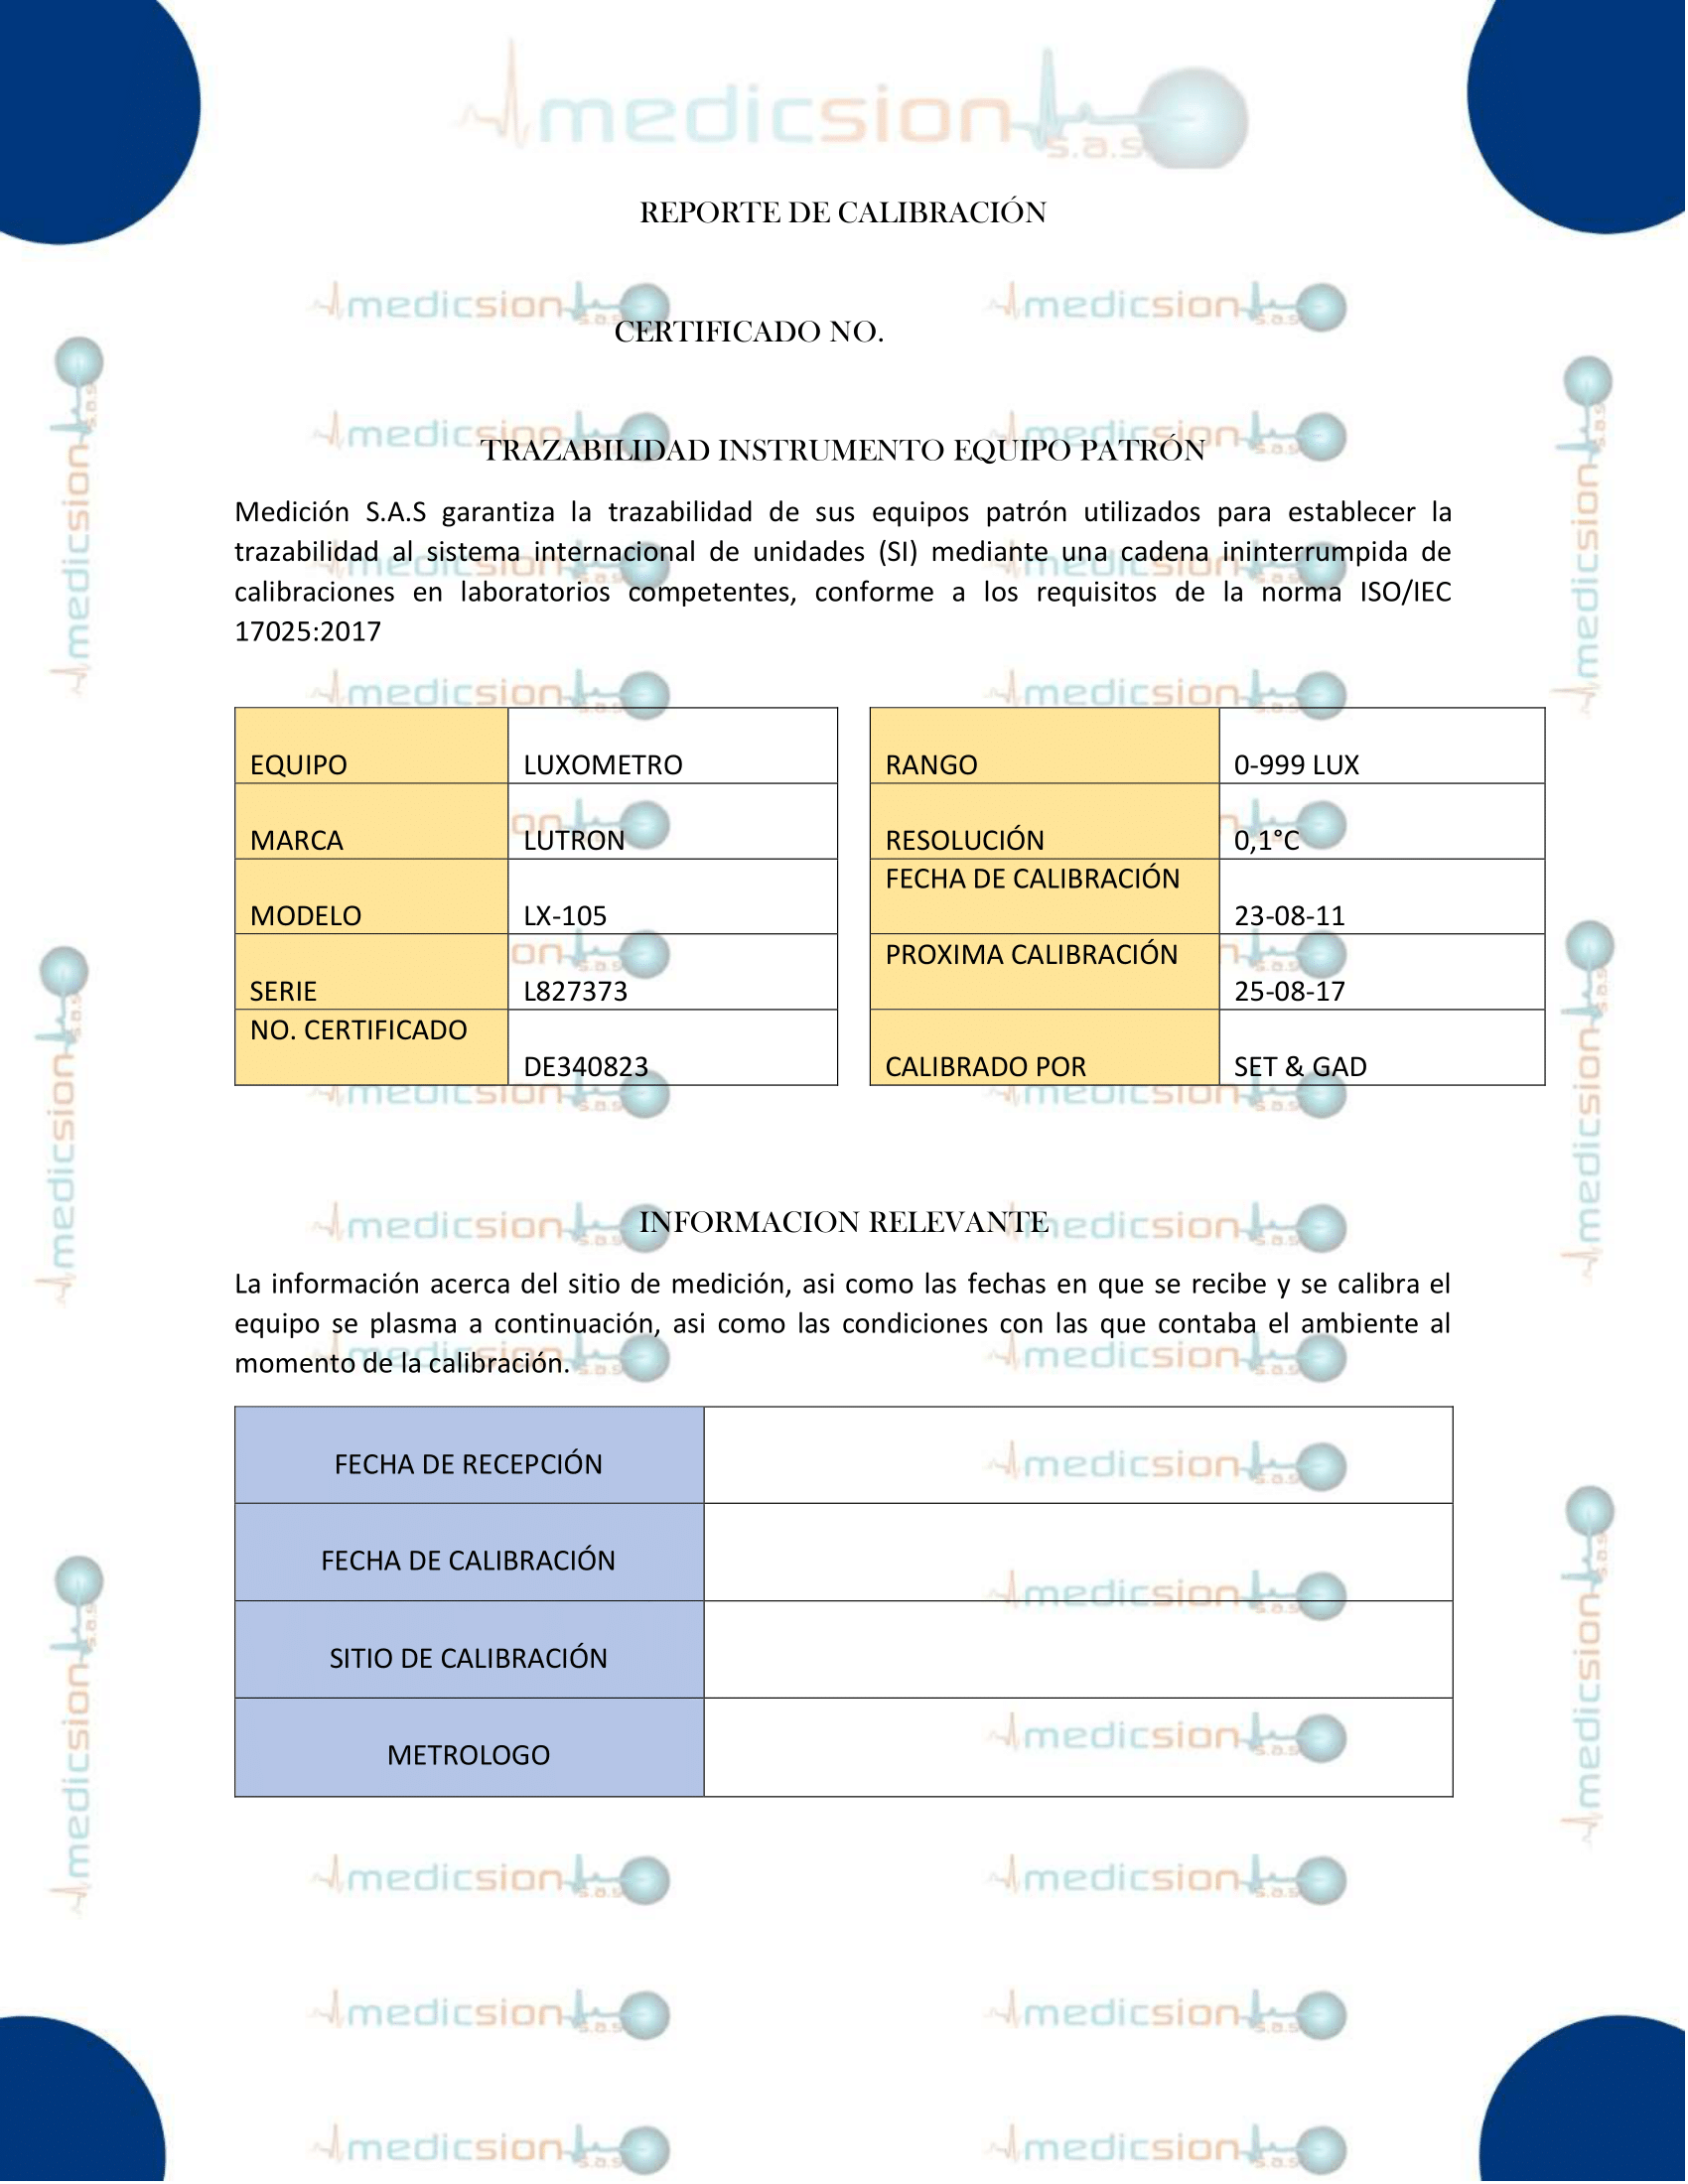 medicsion s.a.s
REPORTE DE CALIBRACIÓN
CERTIFICADO NO.
TRAZABILIDAD INSTRUMENTO EQUIPO PATRÓN
Medición S.A.S garantiza la trazabilidad de sus equipos patrón utilizados para establecer la
trazabilidad al sistema internacional de unidades (SI) mediante una cadena ininterrumpida de
calibraciones en laboratorios competentes, conforme a los requisitos de la norma ISO/IEC
17025:2017
EQUIPO LUXOMETRO
MARCA LUTRON
MODELO LX-105
SERIE L827373
NO. CERTIFICADO DE340823
RANGO 0-999 LUX
RESOLUCIÓN 0,1°C
FECHA DE CALIBRACIÓN 23-08-11
PROXIMA CALIBRACIÓN 25-08-17
CALIBRADO POR SET & GAD
INFORMACION RELEVANTE
La información acerca del sitio de medición, asi como las fechas en que se recibe y se calibra el
equipo se plasma a continuación, asi como las condiciones con las que contaba el ambiente al
momento de la calibración.
FECHA DE RECEPCIÓN
FECHA DE CALIBRACIÓN
SITIO DE CALIBRACIÓN
METROLOGO